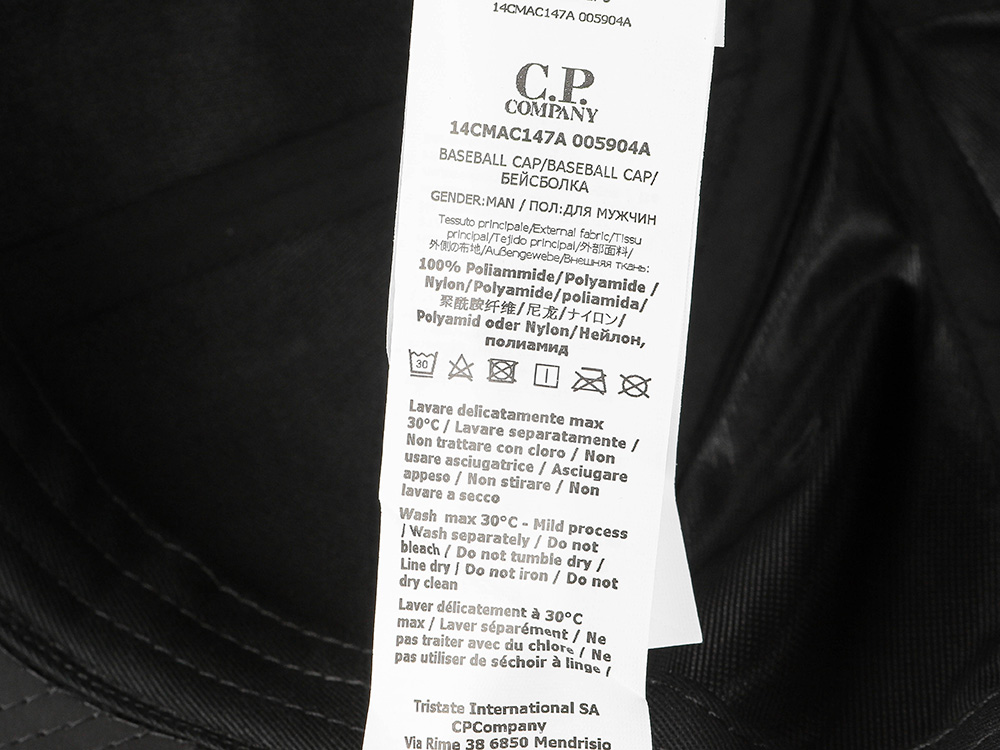 14CMAC147A 005904A
C.P.
COMPANY
14CMAC147A 005904A
BASEBALL CAP/BASEBALL CAP/
БЕЙСБОЛКА
GENDER:MAN / ПОЛ:ДЛЯ МУЖЧИН
Tessuto principale/External fabric/Tissu
principal/Tejido principal/外部面料/
外側の布地/Außengewebe/Внешняя ткань:
100% Poliammide/Polyamide /
Nylon/Polyamide/poliamida/
聚酰胺纤维/尼龙/ナイロン/
Polyamid oder Nylon/Нейлон,
полиамид
30
Lavare delicatamente max
30°C / Lavare separatamente /
Non trattare con cloro / Non
usare asciugatrice / Asciugare
appeso / Non stirare / Non
lavare a secco
Wash max 30°C - Mild process
/ Wash separately / Do not
bleach / Do not tumble dry /
Line dry / Do not iron / Do not
dry clean
Laver délicatement à 30°C
max / Laver séparément / Ne
pas traiter avec du chlore / Ne
pas utiliser de séchoir à linge /
Tristate International SA
CPCompany
Via Rime 38 6850 Mendrisio